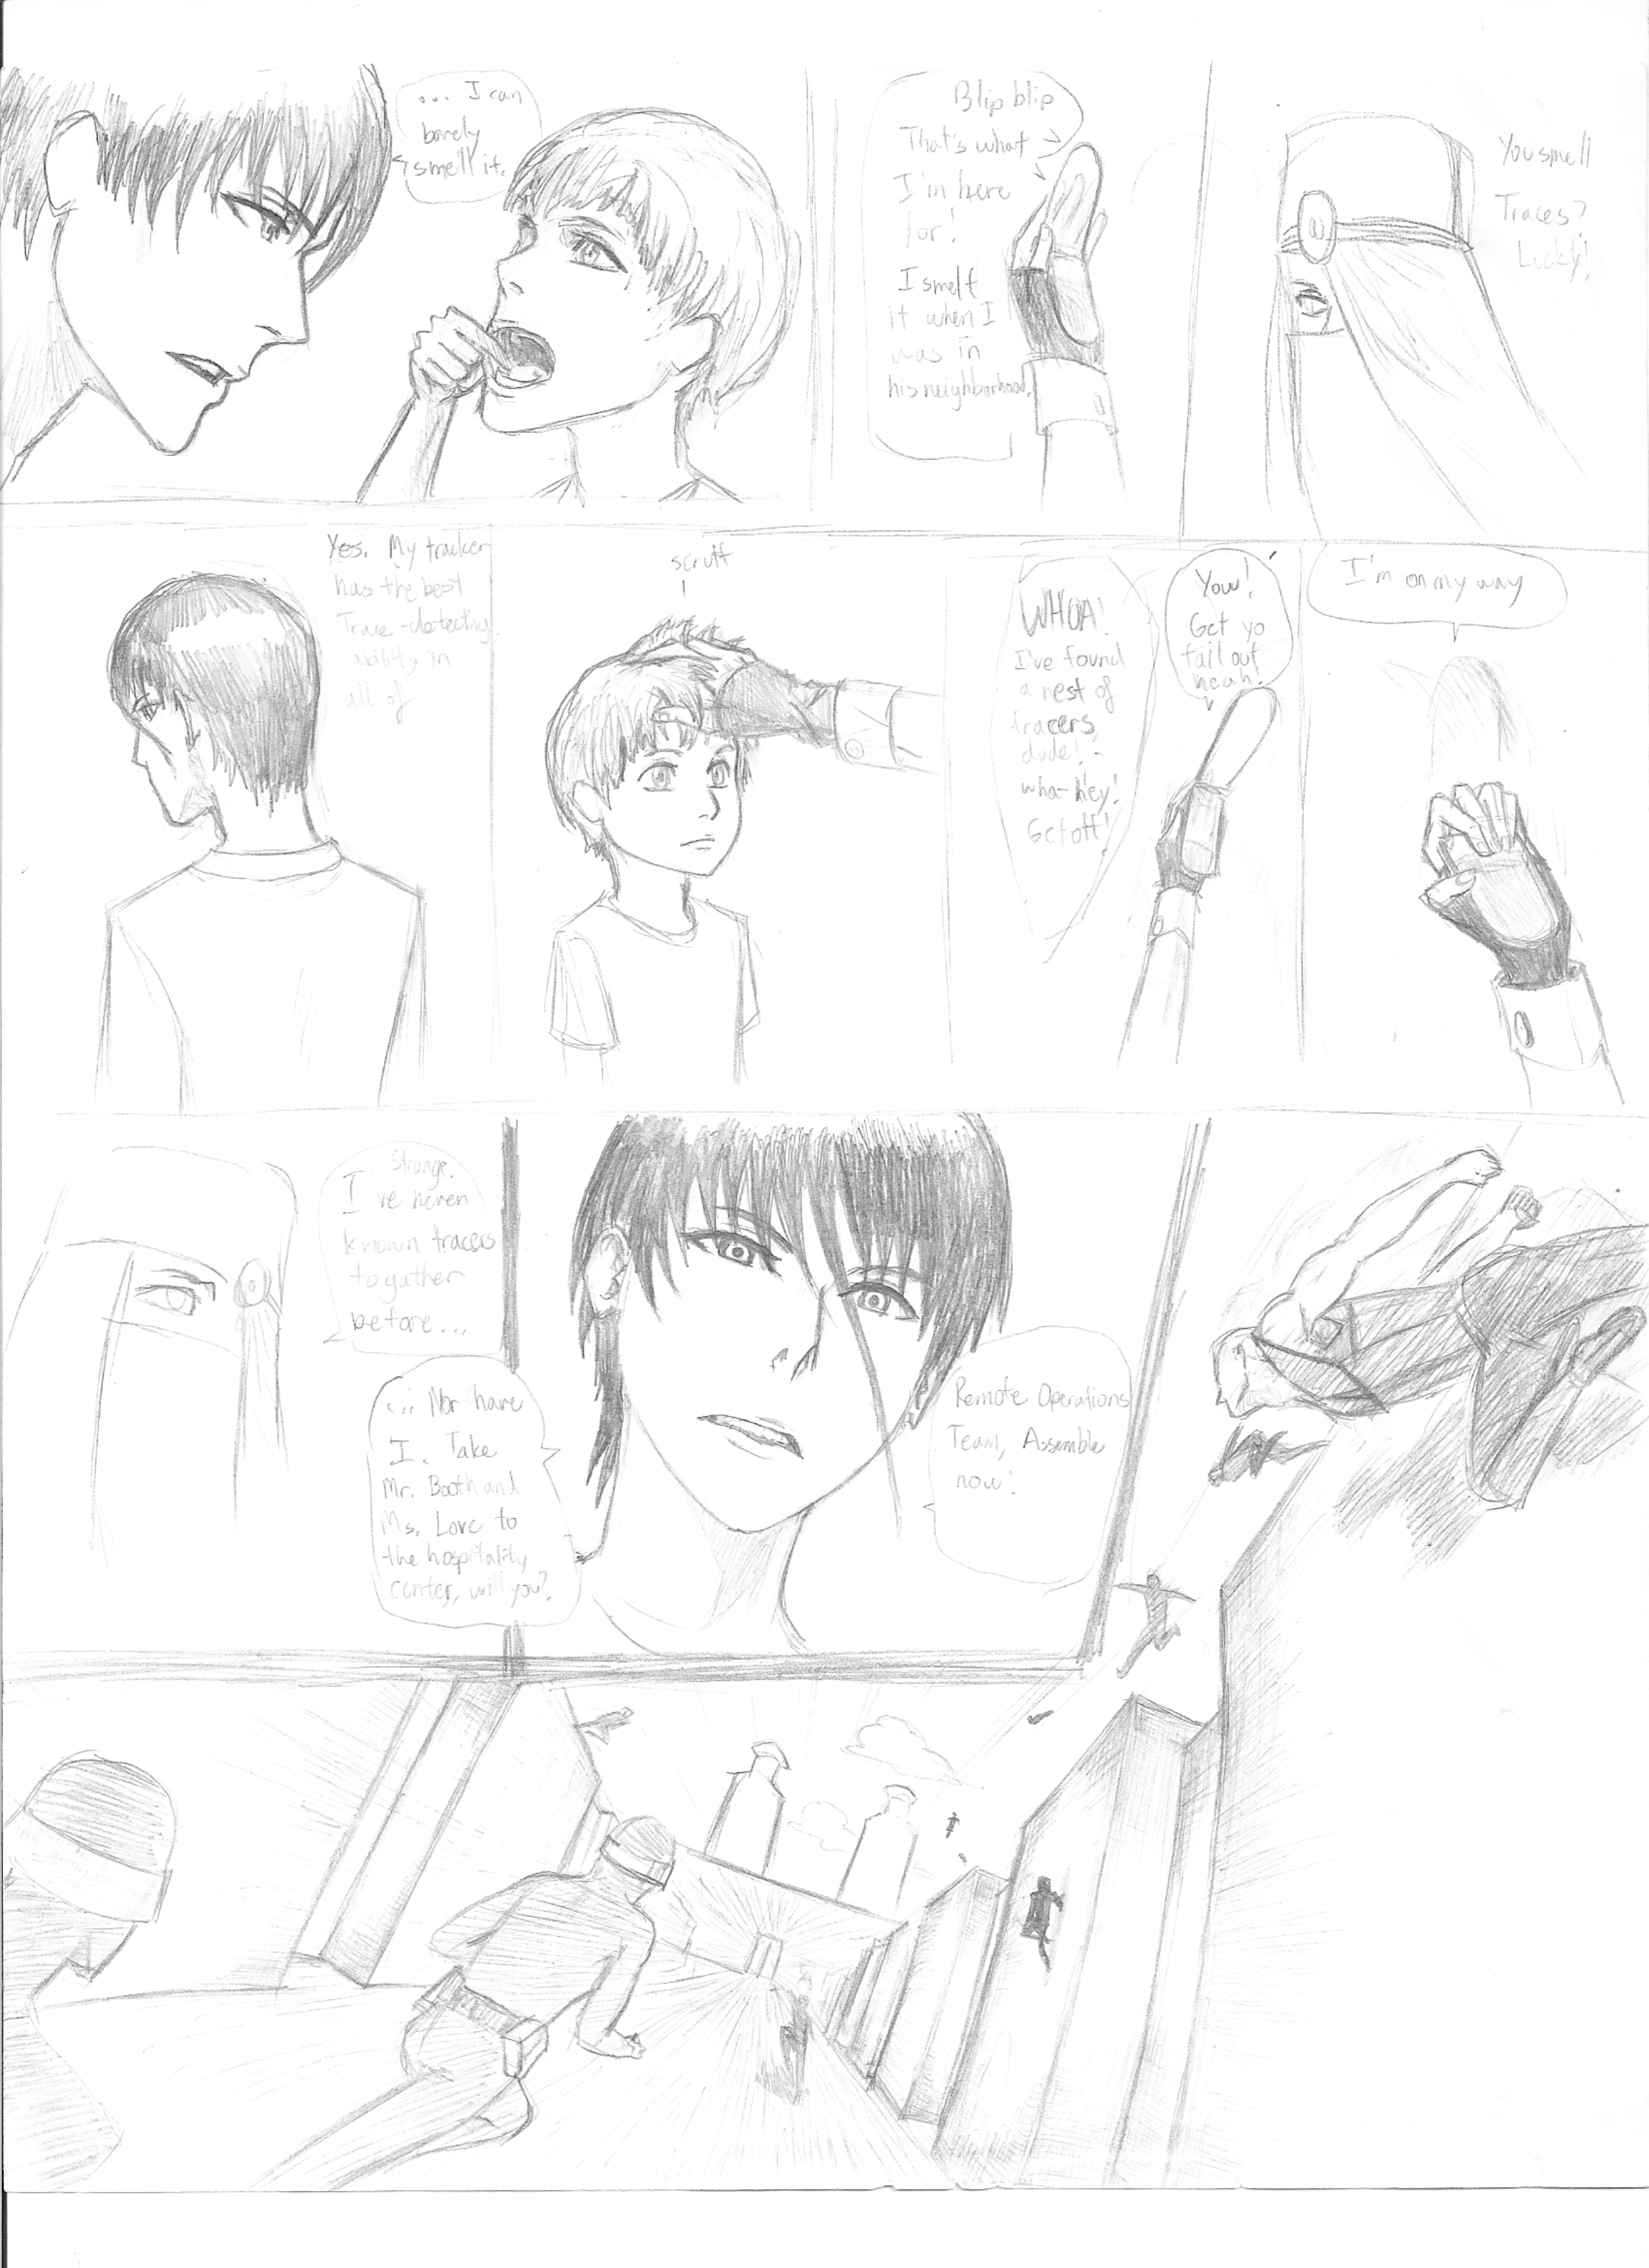 ... I can
barely
smell it.
Blip blip
That's what
I'm here
for!
I smelt
it when I
was in
his neighborhood.
You smell
Traces?
Lucky!
Yes. My tracker
has the best
Trace-detecting
ability in
all of
scruff
WHOA!
I've found
a nest of
tracers,
dude! -
wha- hey!
Get off!
Yow!
Get yo
tail out
heah!
I'm on my way
Strange.
I've never
known tracers
to gather
before...
... Nor have
I. Take
Mr. Booth and
Ms. Love to
the hospitality
center, will you?
Remote Operations
Team, Assemble
now!